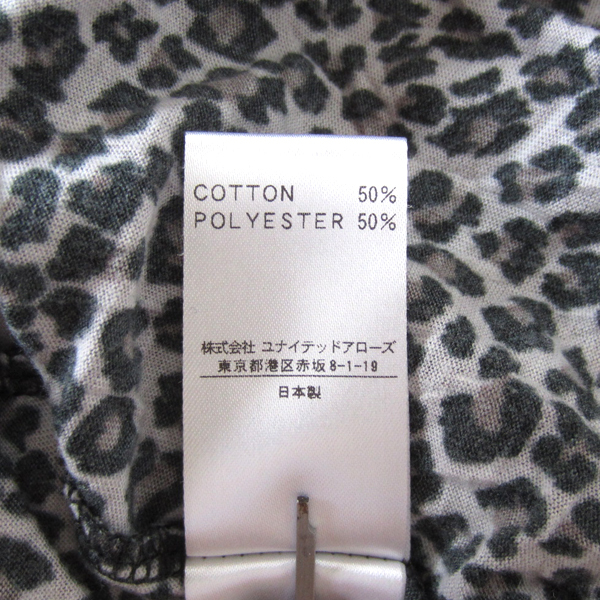 COTTON 50%
POLYESTER 50%
株式会社 ユナイテッドアローズ
東京都港区赤坂8-1-19
日本製